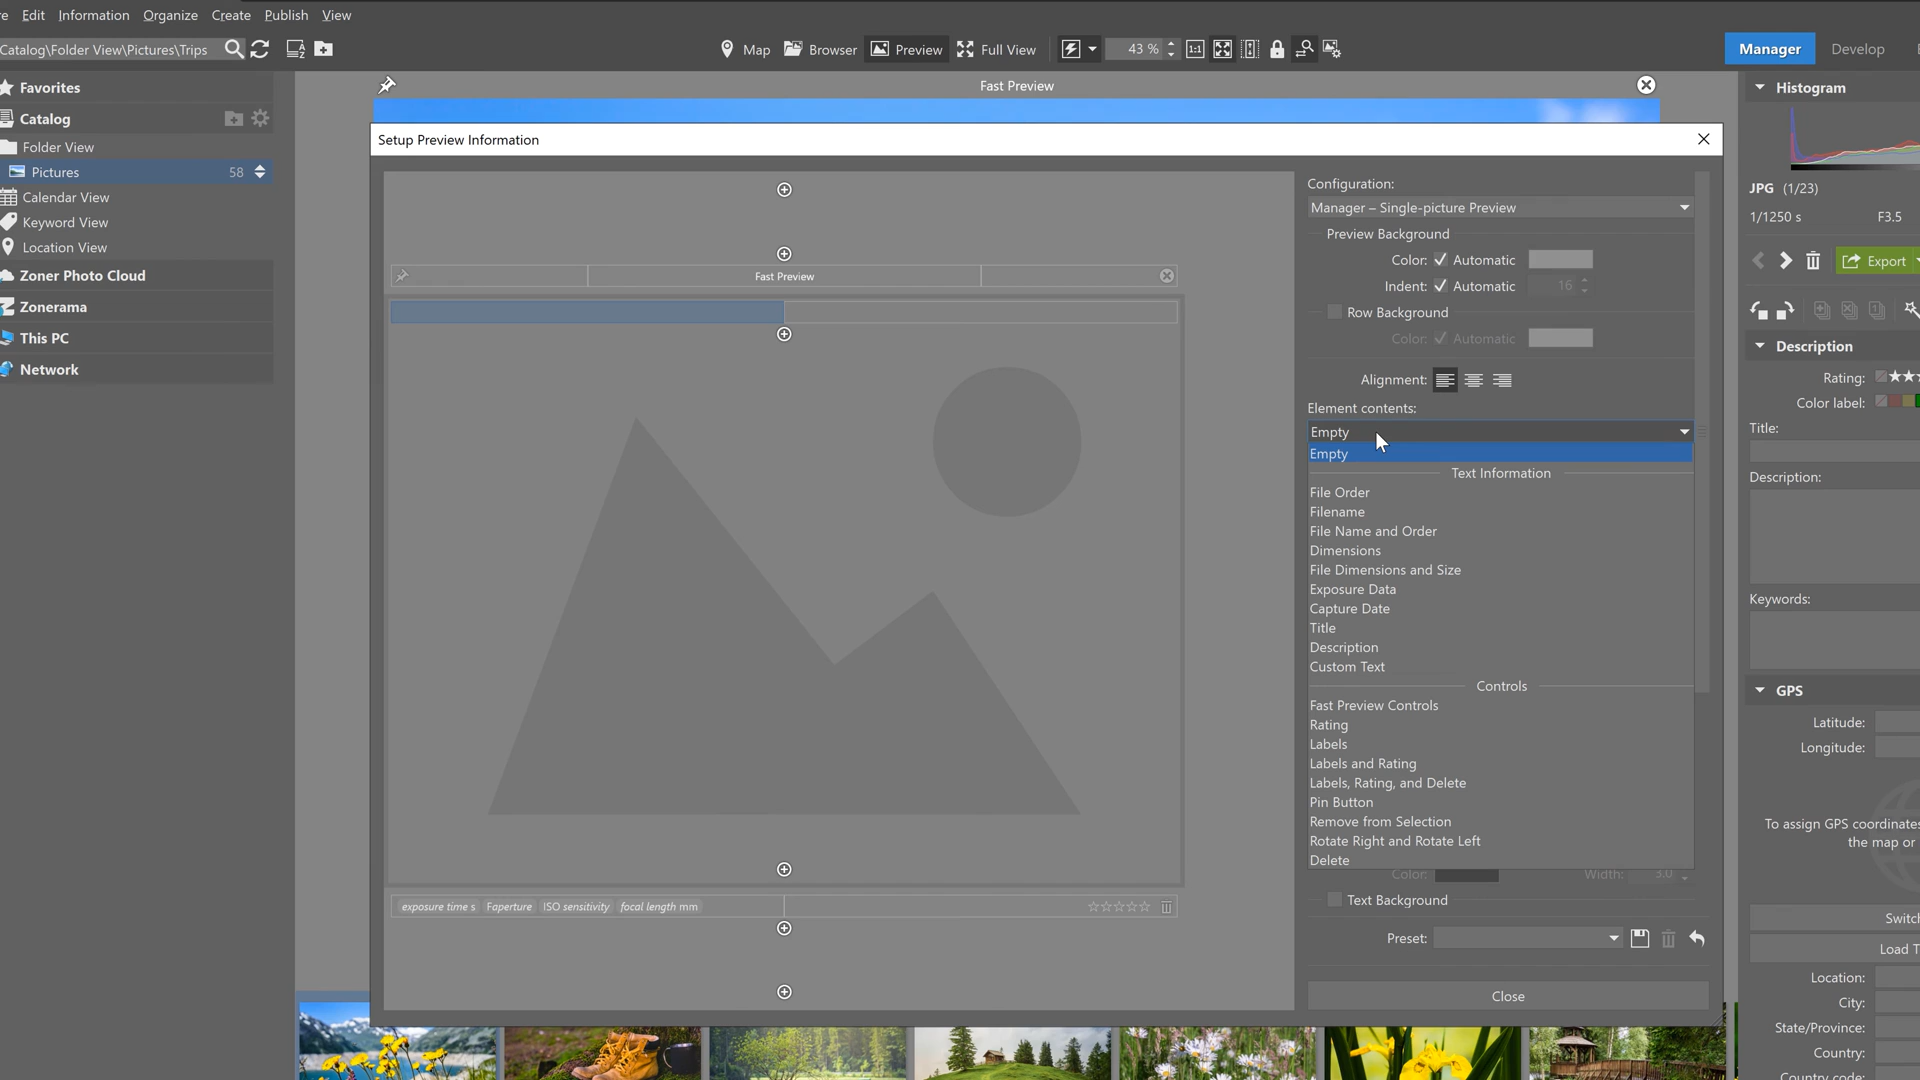 Edit Information Organize Create Publish View
Catalog\Folder View\Pictures\Trips
Map Browser Preview Full View 43 % 1:1
Manager Develop
Favorites
Catalog
Folder View
Pictures 58
Calendar View
Keyword View
Location View
Zoner Photo Cloud
Zonerama
This PC
Network
Fast Preview
Setup Preview Information
Fast Preview
exposure time s Faperture ISO sensitivity focal length mm
Configuration:
Manager – Single-picture Preview
Preview Background
Color: Automatic
Indent: Automatic 16
Row Background
Color: Automatic
Alignment:
Element contents:
Empty
Empty
Text Information
File Order
Filename
File Name and Order
Dimensions
File Dimensions and Size
Exposure Data
Capture Date
Title
Description
Custom Text
Controls
Fast Preview Controls
Rating
Labels
Labels and Rating
Labels, Rating, and Delete
Pin Button
Remove from Selection
Rotate Right and Rotate Left
Delete
Color: Width: 3.0
Text Background
Preset:
Close
Histogram
JPG (1/23)
1/1250 s F3.5
Export
Description
Rating:
Color label:
Title:
Description:
Keywords:
GPS
Latitude:
Longitude:
To assign GPS coordinates
the map or
Switch
Load T
Location:
City:
State/Province:
Country:
Country code: